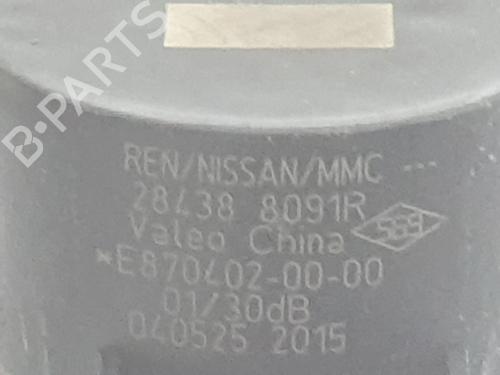 B-PARTS
REN/NISSAN/MMC ---
28438 8091R
Valeo China
*E870402-00-00
01/30dB
040525 2015